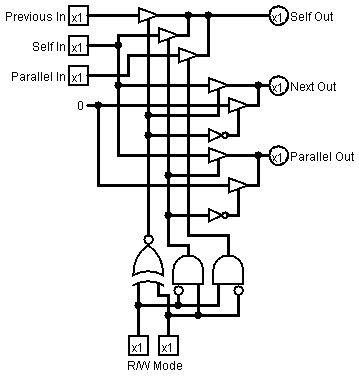 Previous In x1 x1 Self Out
Self In x1
Parallel In x1
x1 Next Out
0
x1 Parallel Out
x1 x1
R/W Mode